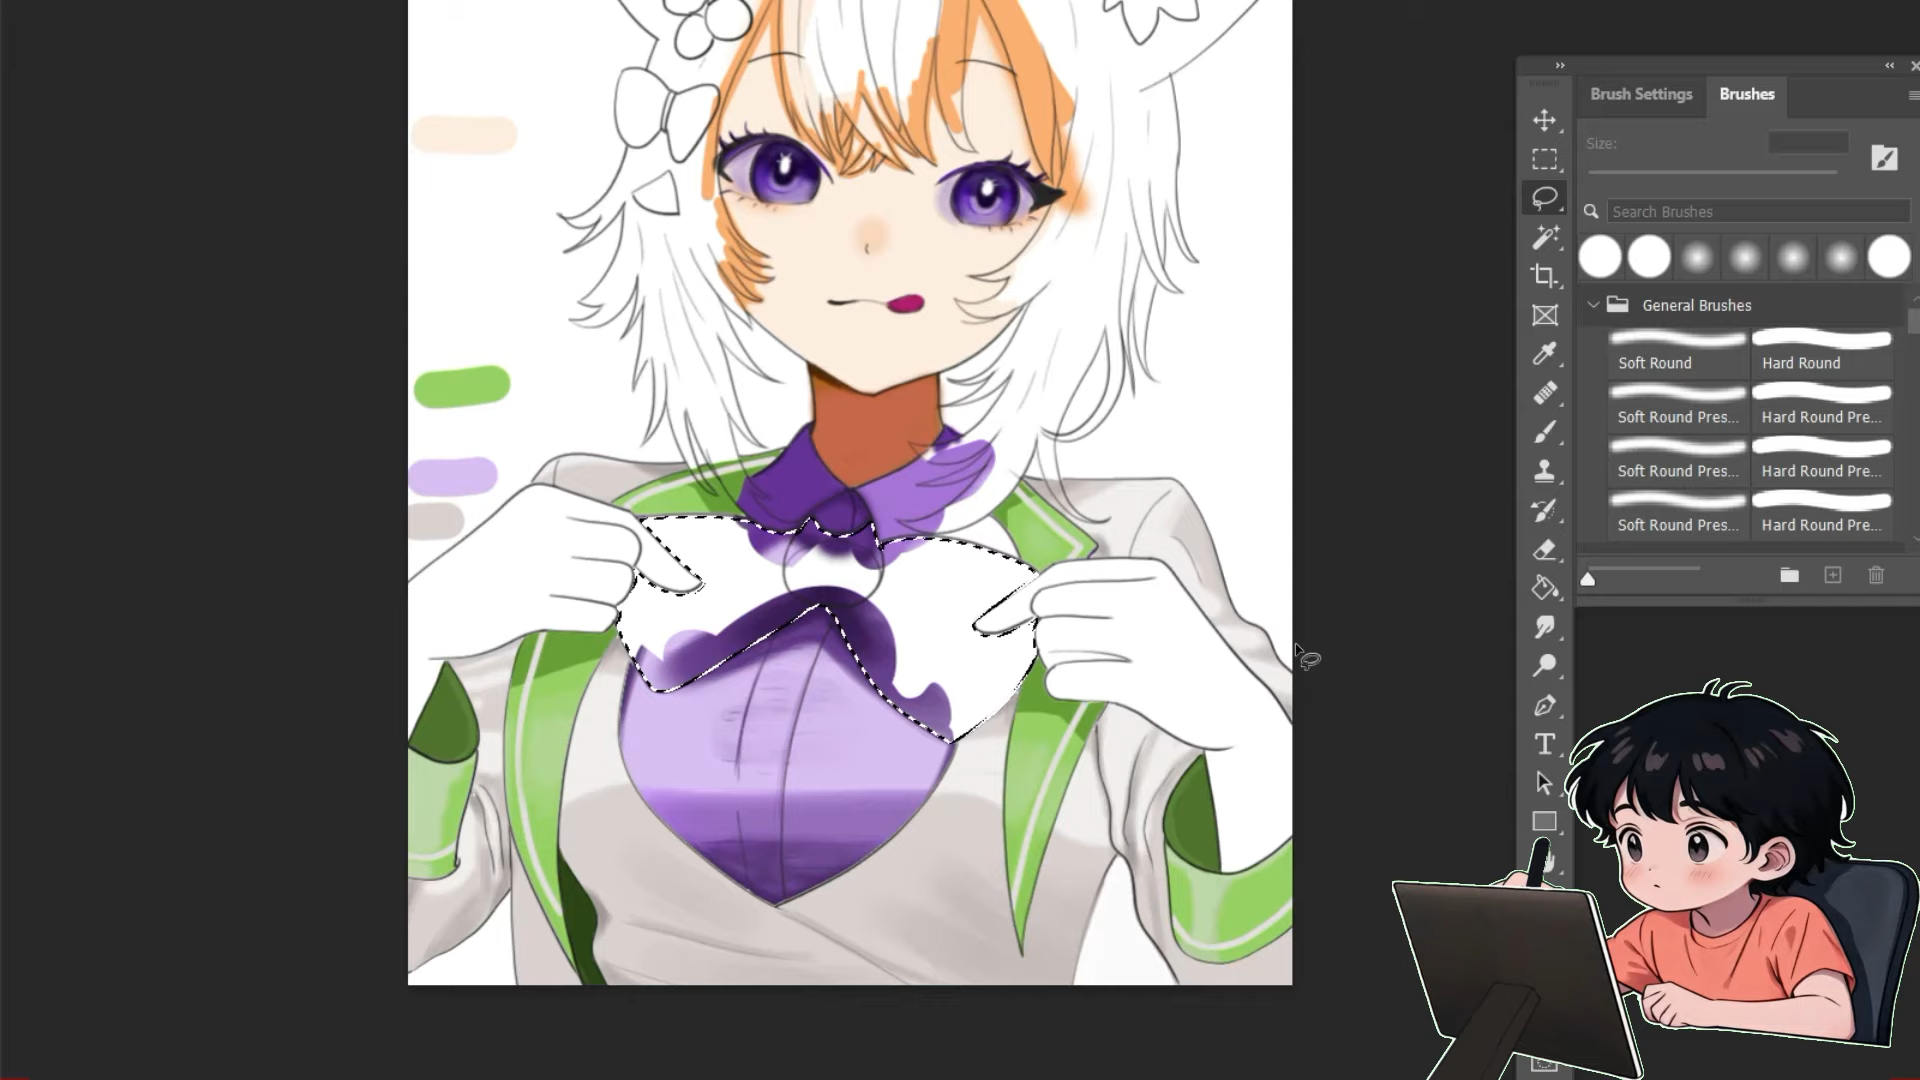 Brush Settings Brushes
Size:
Search Brushes
General Brushes
Soft Round Hard Round
Soft Round Pres... Hard Round Pre...
Soft Round Pres... Hard Round Pre...
Soft Round Pres... Hard Round Pre...